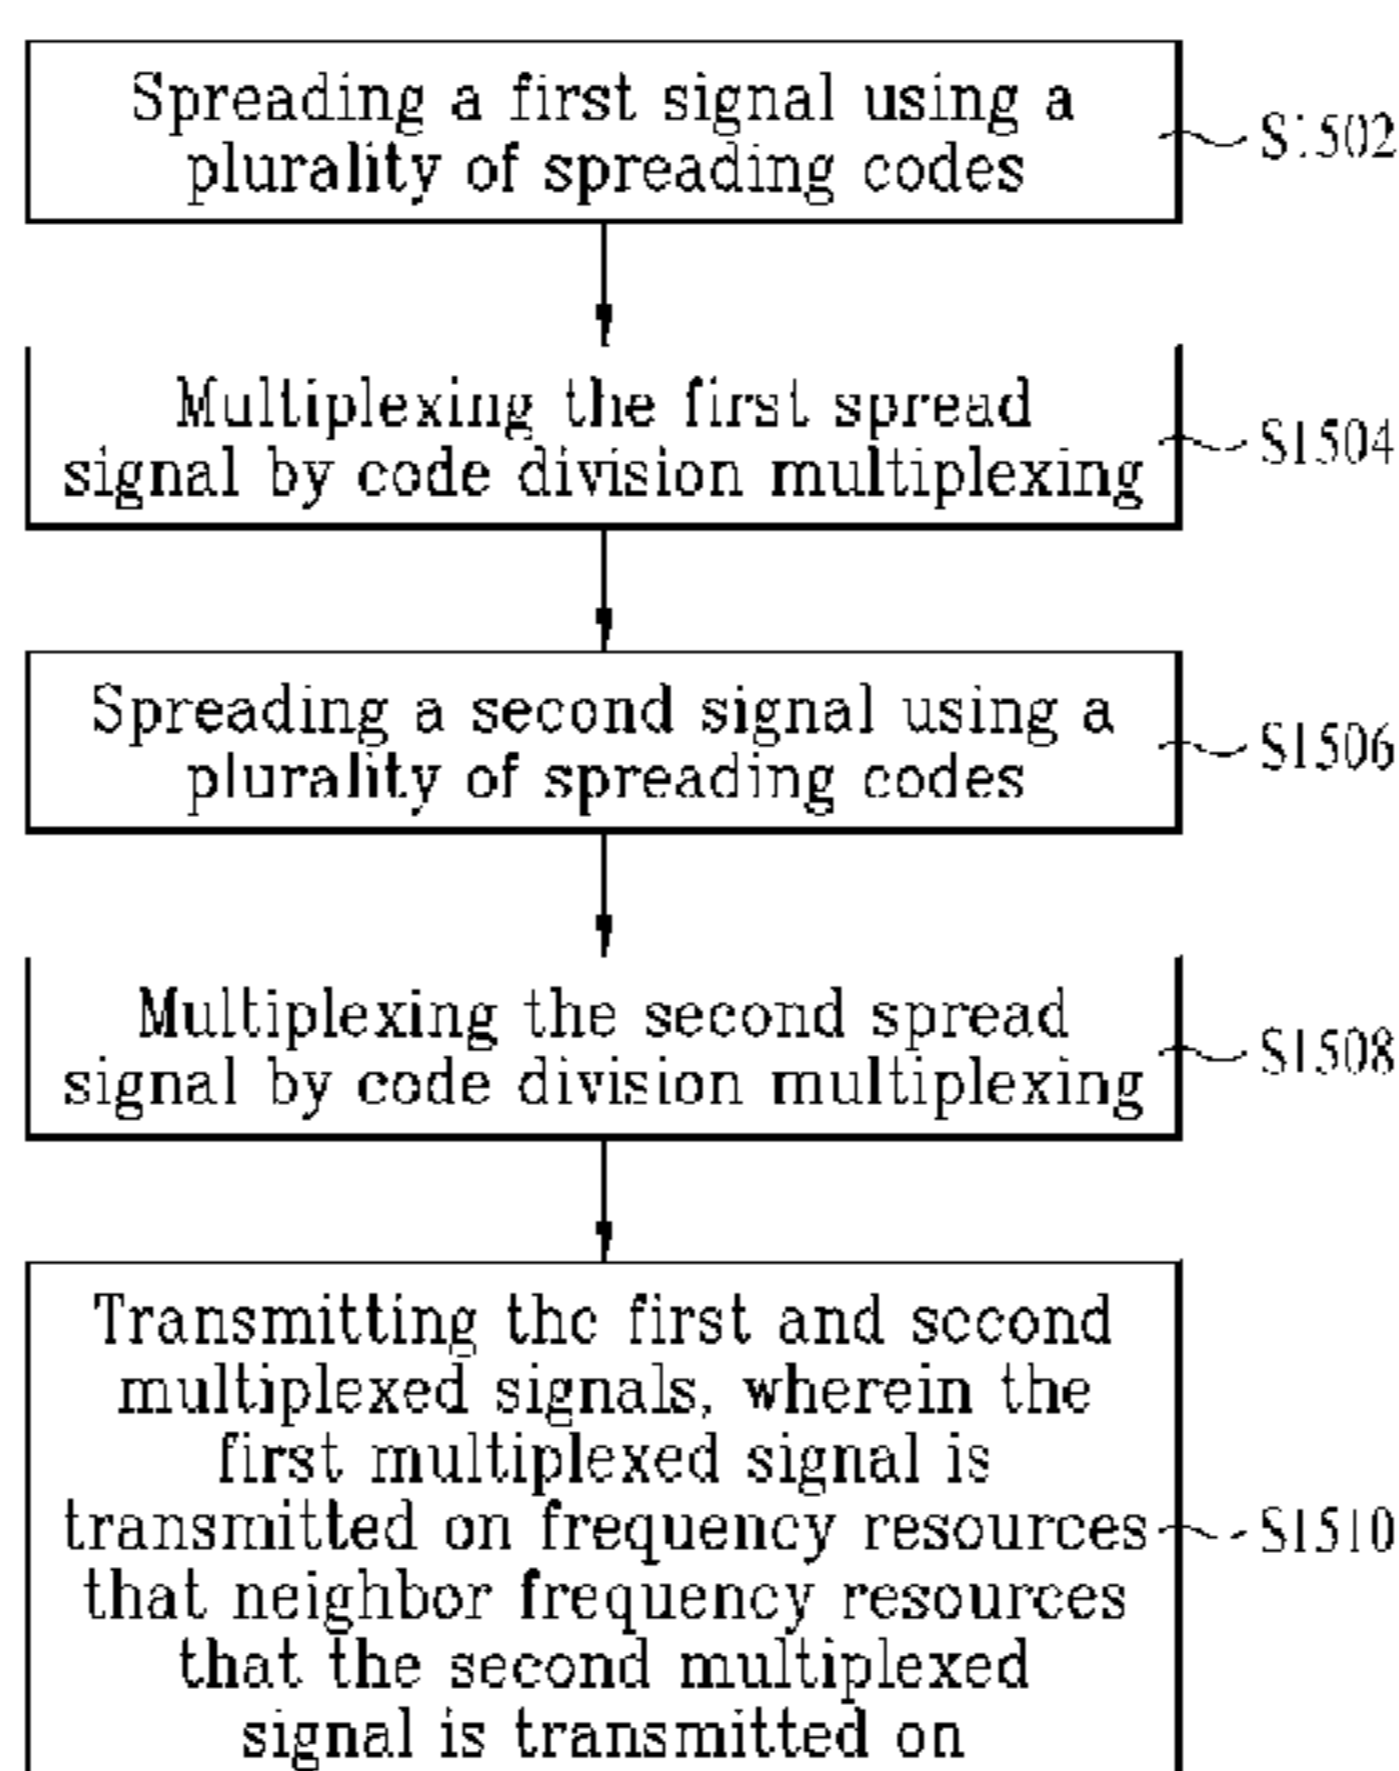 Spreading a first signal using a
plurality of spreading codes
S1502
Multiplexing the first spread
signal by code division multiplexing
S1504
Spreading a second signal using a
plurality of spreading codes
S1506
Multiplexing the second spread
signal by code division multiplexing
S1508
Transmitting the first and second
multiplexed signals, wherein the
first multiplexed signal is
transmitted on frequency resources
that neighbor frequency resources
that the second multiplexed
signal is transmitted on
S1510